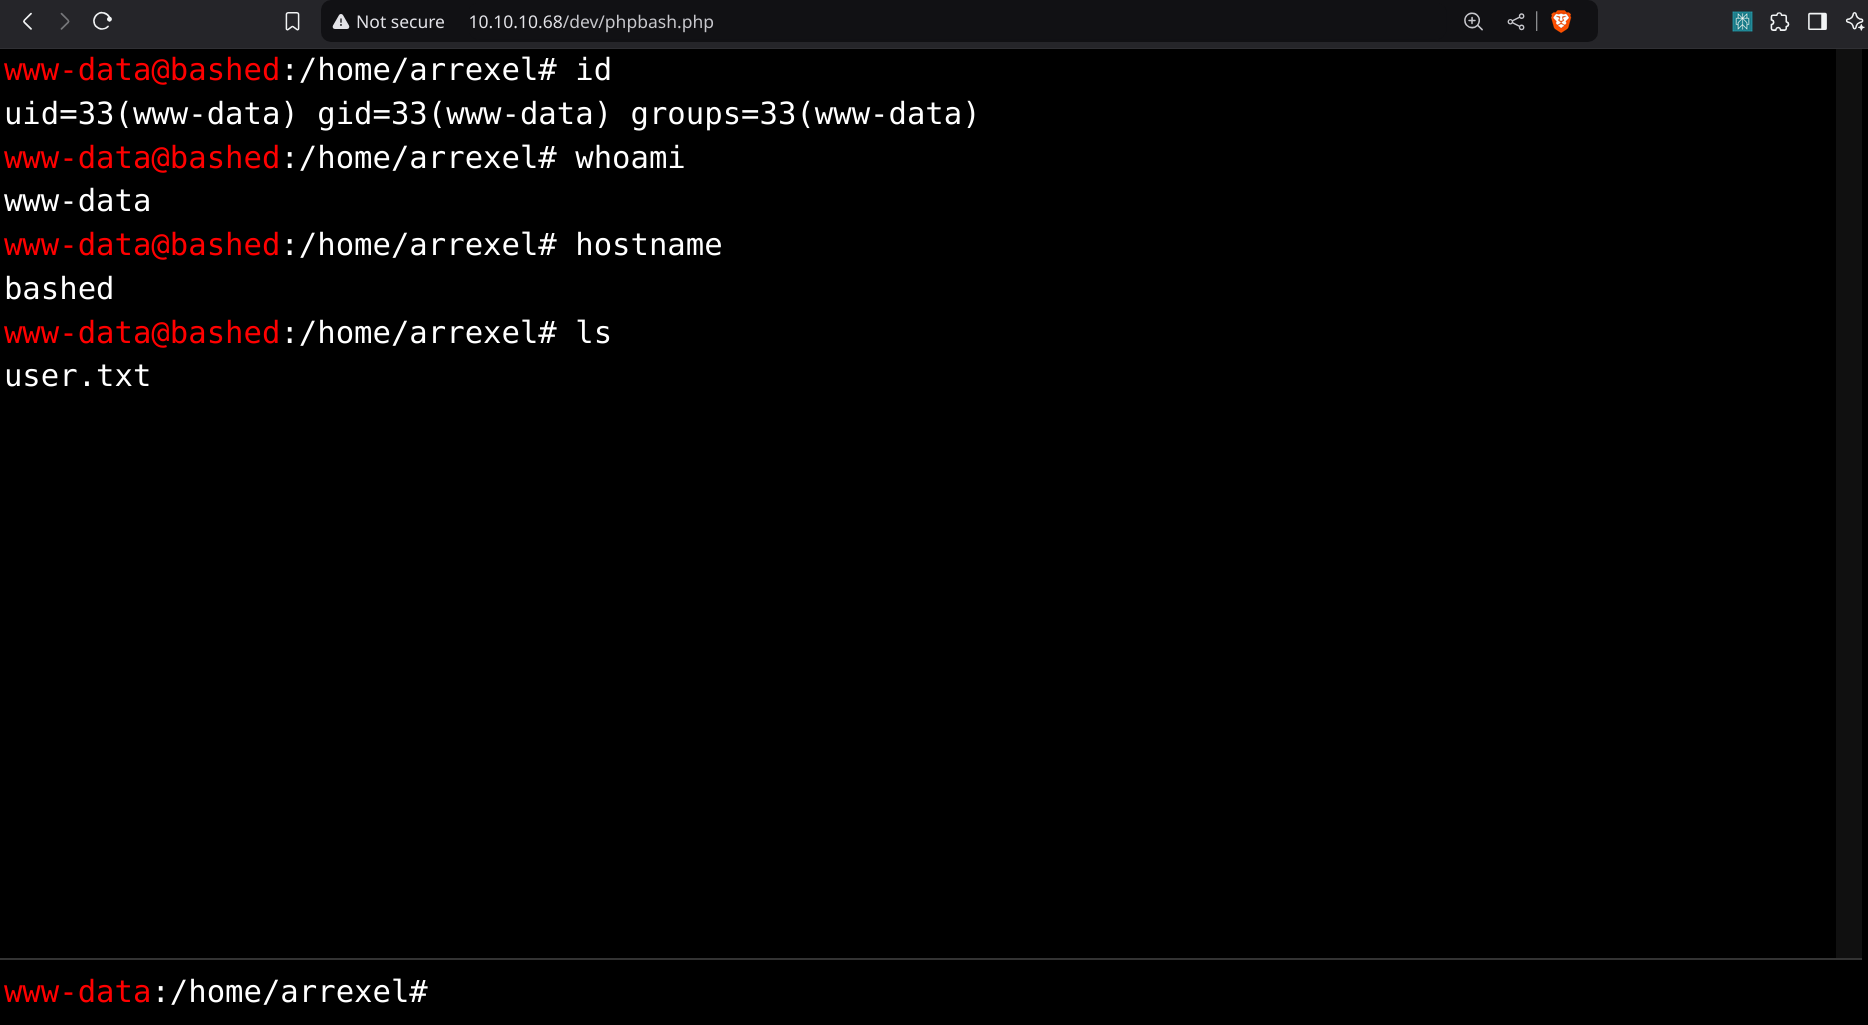 Not secure 10.10.10.68/dev/phpbash.php
www-data@bashed:/home/arrexel# id
uid=33(www-data) gid=33(www-data) groups=33(www-data)
www-data@bashed:/home/arrexel# whoami
www-data
www-data@bashed:/home/arrexel# hostname
bashed
www-data@bashed:/home/arrexel# ls
user.txt
www-data:/home/arrexel#